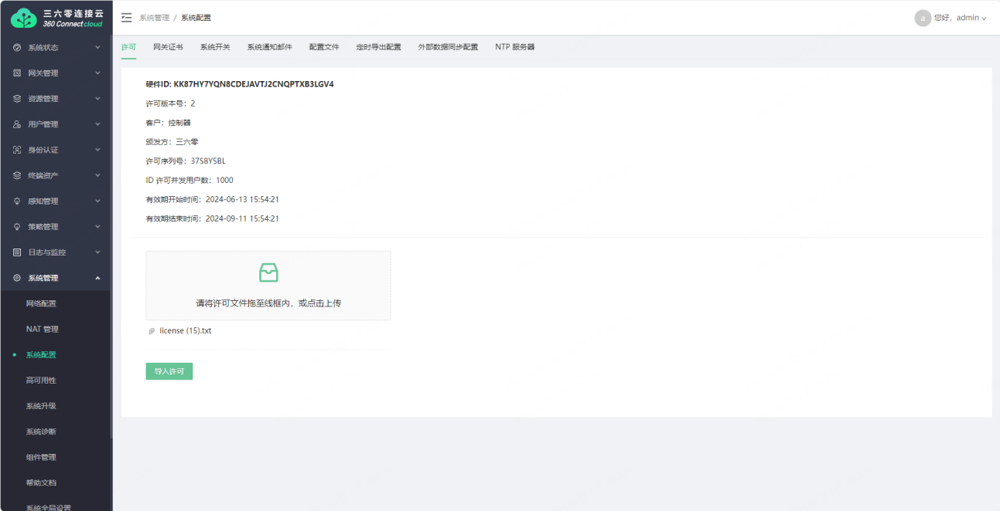 三六零连接云
360 Connectcloud
系统状态
网关管理
资源管理
用户管理
身份认证
终端资产
感知管理
策略管理
日志与监控
系统管理
网络配置
NAT 管理
系统配置
高可用性
系统升级
系统诊断
组件管理
帮助文档
系统全局设置
系统管理 / 系统配置
a 您好，admin
许可 网关证书 系统开关 系统通知邮件 配置文件 定时导出配置 外部数据同步配置 NTP 服务器
硬件ID: KK87HY7YQN8CDEJAVTJ2CNQPTXB3LGV4
许可版本号：2
客户：控制器
颁发方：三六零
许可序列号：37S8Y5BL
ID 许可并发用户数：1000
有效期开始时间：2024-06-13 15:54:21
有效期结束时间：2024-09-11 15:54:21
请将许可文件拖至线框内，或点击上传
license (15).txt
导入许可